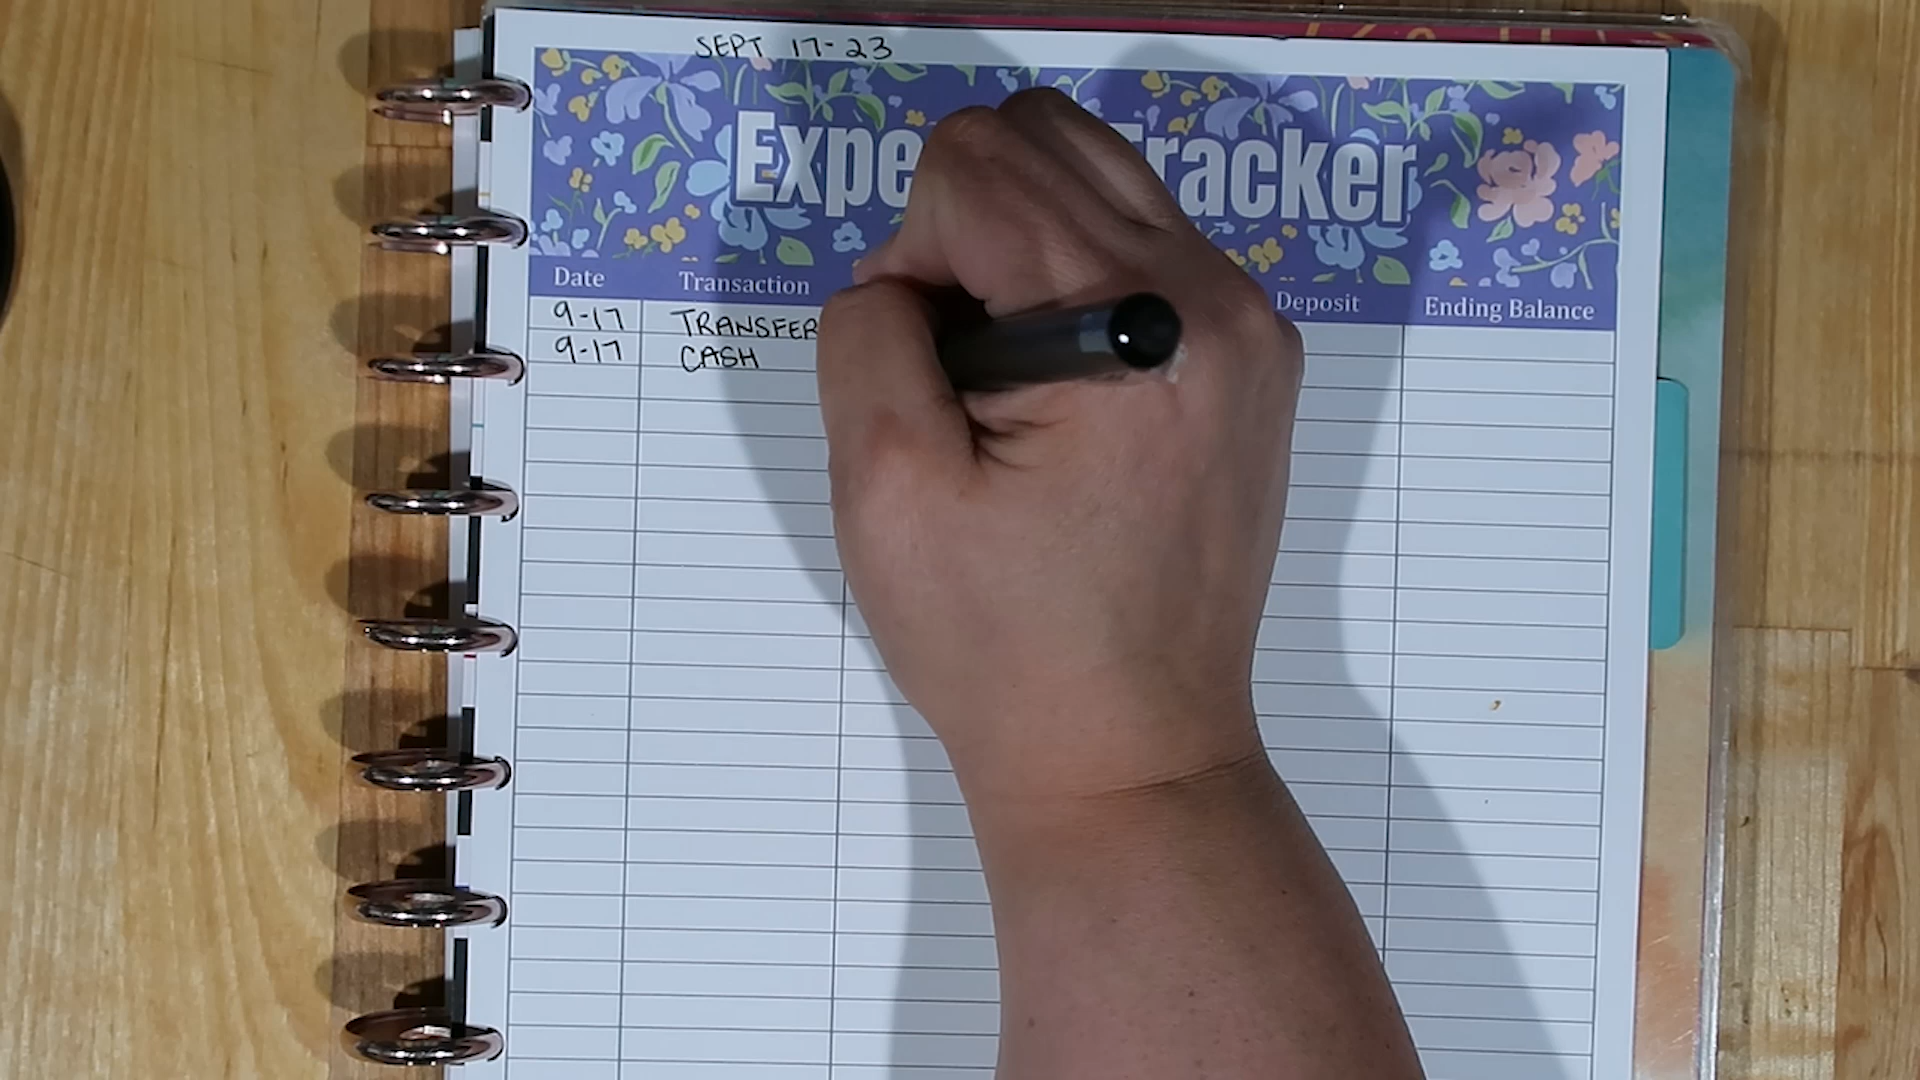 SEPT 17-23
Expe racker
Date Transaction Deposit Ending Balance
9-17 TRANSFER
9-17 CASH